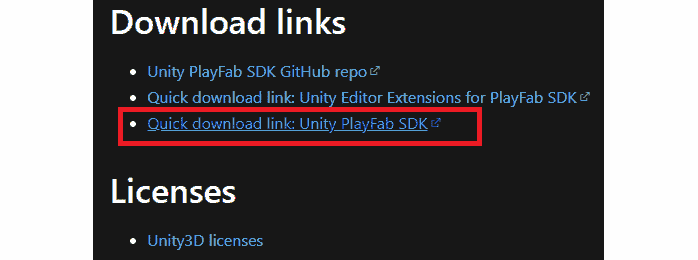 Download links
Unity PlayFab SDK GitHub repo
Quick download link: Unity Editor Extensions for PlayFab SDK
Quick download link: Unity PlayFab SDK
Licenses
Unity3D licenses